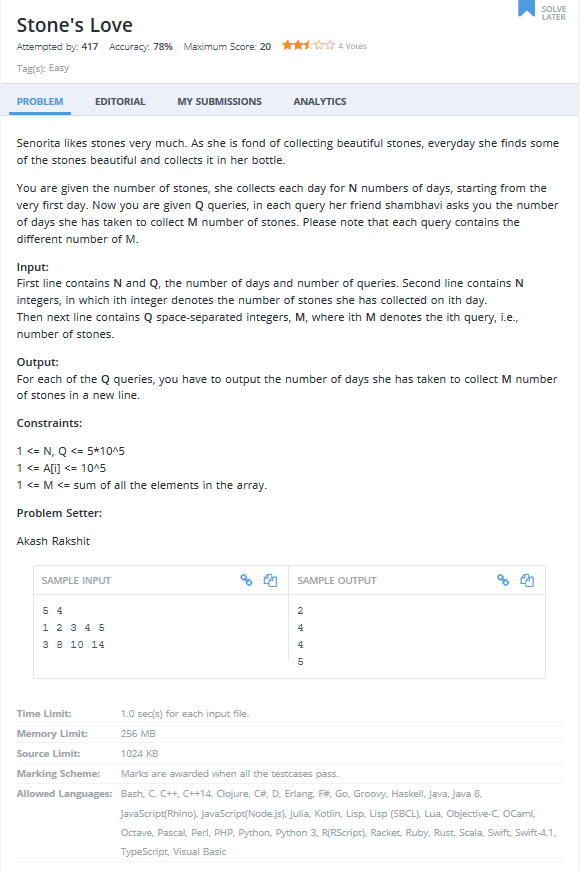 Stone's Love
SOLVE
LATER
Attempted by: 417 / Accuracy: 78% / Maximum Score: 20 / 4 Votes
Tag(s): Easy
PROBLEM EDITORIAL MY SUBMISSIONS ANALYTICS
Senorita likes stones very much. As she is fond of collecting beautiful stones, everyday she finds some
of the stones beautiful and collects it in her bottle.
You are given the number of stones, she collects each day for N numbers of days, starting from the
very first day. Now you are given Q queries, in each query her friend shambhavi asks you the number
of days she has taken to collect M number of stones. Please note that each query contains the
different number of M.
Input:
First line contains N and Q, the number of days and number of queries. Second line contains N
integers, in which ith integer denotes the number of stones she has collected on ith day.
Then next line contains Q space-separated integers, M, where ith M denotes the ith query, i.e.,
number of stones.
Output:
For each of the Q queries, you have to output the number of days she has taken to collect M number
of stones in a new line.
Constraints:
1 <= N, Q <= 5*10^5
1 <= A[i] <= 10^5
1 <= M <= sum of all the elements in the array.
Problem Setter:
Akash Rakshit
SAMPLE INPUT
5 4
1 2 3 4 5
3 8 10 14
SAMPLE OUTPUT
2
4
4
5
Time Limit: 1.0 sec(s) for each input file.
Memory Limit: 256 MB
Source Limit: 1024 KB
Marking Scheme: Marks are awarded when all the testcases pass.
Allowed Languages: Bash, C, C++, C++14, Clojure, C#, D, Erlang, F#, Go, Groovy, Haskell, Java, Java 8,
JavaScript(Rhino), JavaScript(Node.js), Julia, Kotlin, Lisp, Lisp (SBCL), Lua, Objective-C, OCaml,
Octave, Pascal, Perl, PHP, Python, Python 3, R(RScript), Racket, Ruby, Rust, Scala, Swift, Swift-4.1,
TypeScript, Visual Basic